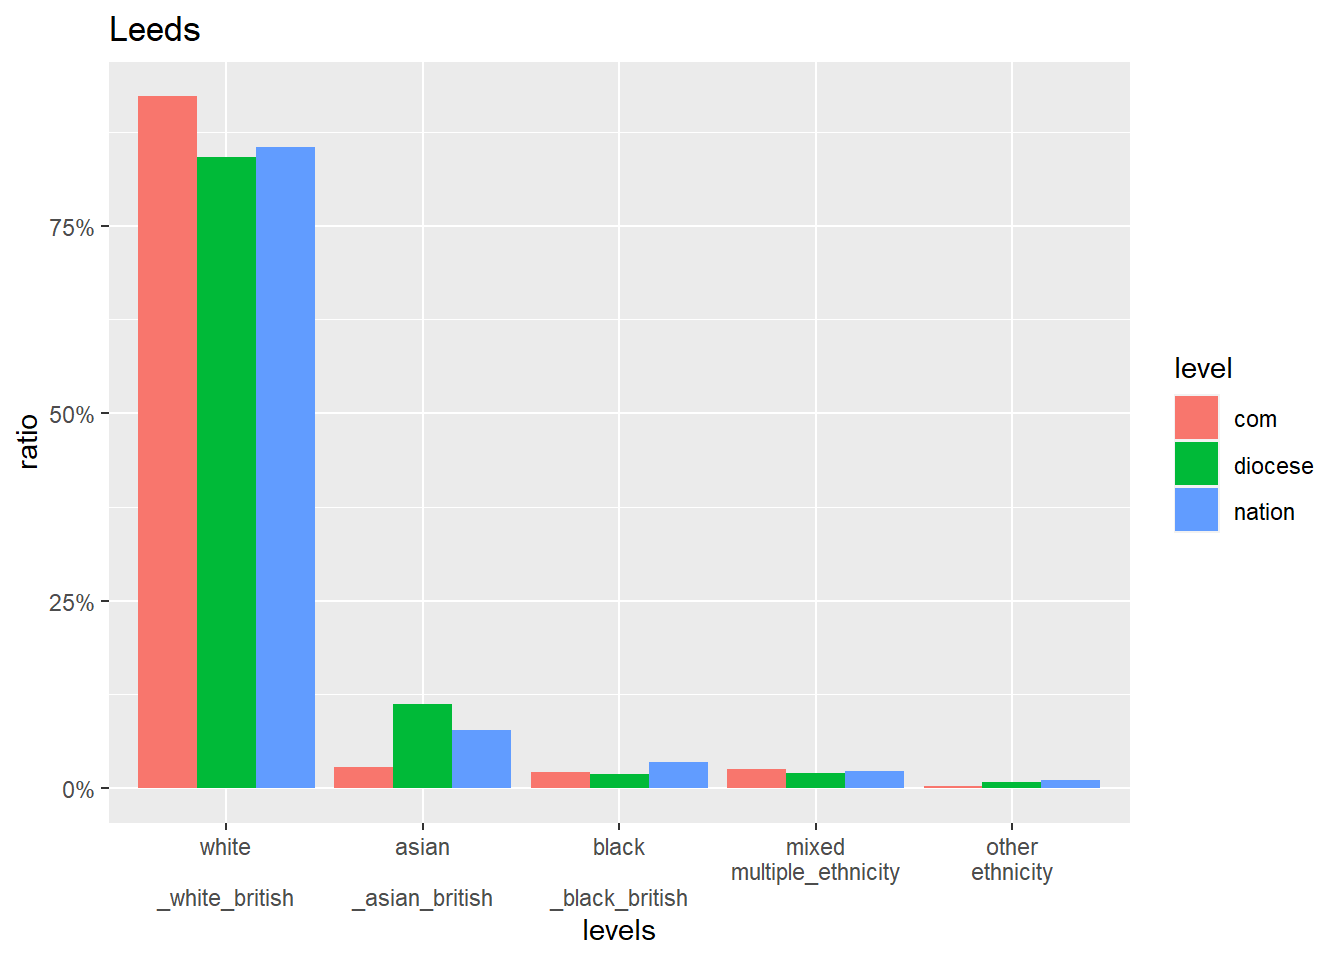 Leeds
75%
50%
25%
0%
ratio
white
_white_british
asian
_asian_british
black
_black_british
mixed
multiple_ethnicity
other
ethnicity
levels
level
com
diocese
nation